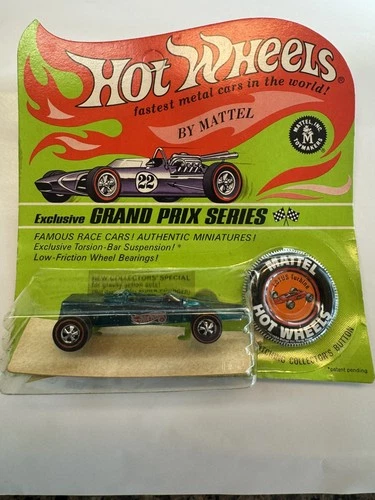 Hot Wheels®
fastest metal cars in the world!
BY MATTEL
MATTEL, INC.
M
TOYMAKERS
22
Exclusive GRAND PRIX SERIES
FAMOUS RACE CARS! AUTHENTIC MINIATURES!
Exclusive Torsion-Bar Suspension!*
Low-Friction Wheel Bearings!
COLLECTORS' SPECIAL
MATTEL
HOT WHEELS
COLLECTOR'S BUTTON
*patent pending